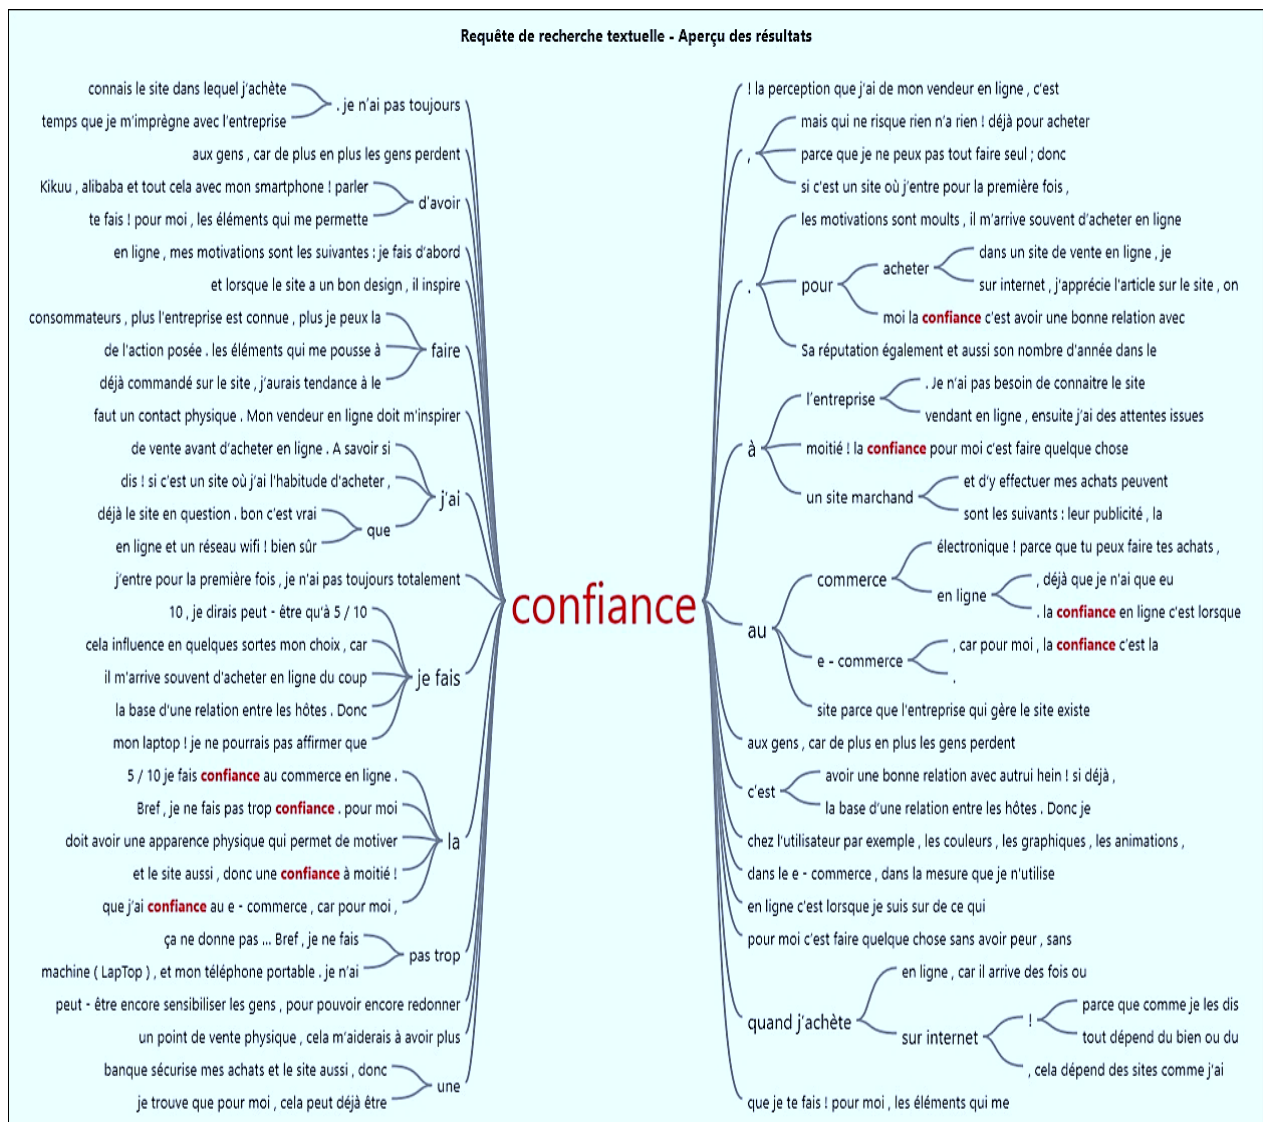 Requête de recherche textuelle - Aperçu des résultats
connais le site dans lequel j'achète
. je n'ai pas toujours
temps que je m'imprègne avec l'entreprise
aux gens , car de plus en plus les gens perdent
Kikuu , alibaba et tout cela avec mon smartphone ! parler
d'avoir
te fais ! pour moi , les éléments qui me permette
en ligne , mes motivations sont les suivantes : je fais d'abord
et lorsque le site a un bon design , il inspire
consommateurs , plus l'entreprise est connue , plus je peux la
de l'action posée . les éléments qui me pousse à
faire
déjà commandé sur le site , j'aurais tendance à le
faut un contact physique . Mon vendeur en ligne doit m'inspirer
de vente avant d'acheter en ligne . A savoir si
dis ! si c'est un site où j'ai l'habitude d'acheter ,
j'ai
déjà le site en question . bon c'est vrai
que
en ligne et un réseau wifi ! bien sûr
j'entre pour la première fois , je n'ai pas toujours totalement
10 , je dirais peut - être qu'à 5 / 10
cela influence en quelques sortes mon choix , car
il m'arrive souvent d'acheter en ligne du coup
je fais
la base d'une relation entre les hôtes . Donc
mon laptop ! je ne pourrais pas affirmer que
5 / 10 je fais confiance au commerce en ligne .
Bref , je ne fais pas trop confiance . pour moi
doit avoir une apparence physique qui permet de motiver
la
et le site aussi , donc une confiance à moitié !
que j'ai confiance au e - commerce , car pour moi ,
ça ne donne pas ... Bref , je ne fais
pas trop
machine ( LapTop ) , et mon téléphone portable . je n'ai
peut - être encore sensibiliser les gens , pour pouvoir encore redonner
un point de vente physique , cela m'aiderais à avoir plus
banque sécurise mes achats et le site aussi , donc
une
je trouve que pour moi , cela peut déjà être
confiance
! la perception que j'ai de mon vendeur en ligne , c'est
,
mais qui ne risque rien n'a rien ! déjà pour acheter
parce que je ne peux pas tout faire seul ; donc
si c'est un site où j'entre pour la première fois ,
.
les motivations sont moults , il m'arrive souvent d'acheter en ligne
pour
acheter
dans un site de vente en ligne , je
sur internet , j'apprécie l'article sur le site , on
moi la confiance c'est avoir une bonne relation avec
Sa réputation également et aussi son nombre d'année dans le
à
l'entreprise
. Je n'ai pas besoin de connaitre le site
vendant en ligne , ensuite j'ai des attentes issues
moitié ! la confiance pour moi c'est faire quelque chose
un site marchand
et d'y effectuer mes achats peuvent
sont les suivants : leur publicité , la
au
commerce
électronique ! parce que tu peux faire tes achats ,
en ligne
, déjà que je n'ai que eu
. la confiance en ligne c'est lorsque
e - commerce
, car pour moi , la confiance c'est la
.
site parce que l'entreprise qui gère le site existe
aux gens , car de plus en plus les gens perdent
c'est
avoir une bonne relation avec autrui hein ! si déjà ,
la base d'une relation entre les hôtes . Donc je
chez l'utilisateur par exemple , les couleurs , les graphiques , les animations ,
dans le e - commerce , dans la mesure que je n'utilise
en ligne c'est lorsque je suis sur de ce qui
pour moi c'est faire quelque chose sans avoir peur , sans
quand j'achète
en ligne , car il arrive des fois ou
sur internet
!
parce que comme je les dis
tout dépend du bien ou du
, cela dépend des sites comme j'ai
que je te fais ! pour moi , les éléments qui me